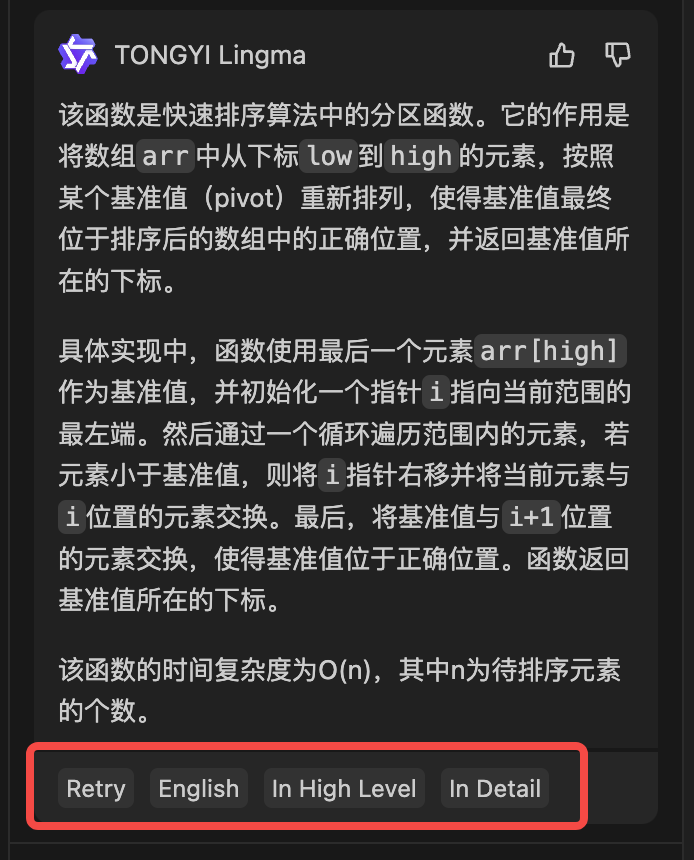 TONGYI Lingma
该函数是快速排序算法中的分区函数。它的作用是
将数组arr中从下标low到high的元素，按照
某个基准值（pivot）重新排列，使得基准值最终
位于排序后的数组中的正确位置，并返回基准值所
在的下标。
具体实现中，函数使用最后一个元素arr[high]
作为基准值，并初始化一个指针i指向当前范围的
最左端。然后通过一个循环遍历范围内的元素，若
元素小于基准值，则将i指针右移并将当前元素与
i位置的元素交换。最后，将基准值与i+1位置
的元素交换，使得基准值位于正确位置。函数返回
基准值所在的下标。
该函数的时间复杂度为O(n)，其中n为待排序元素
的个数。
Retry English In High Level In Detail